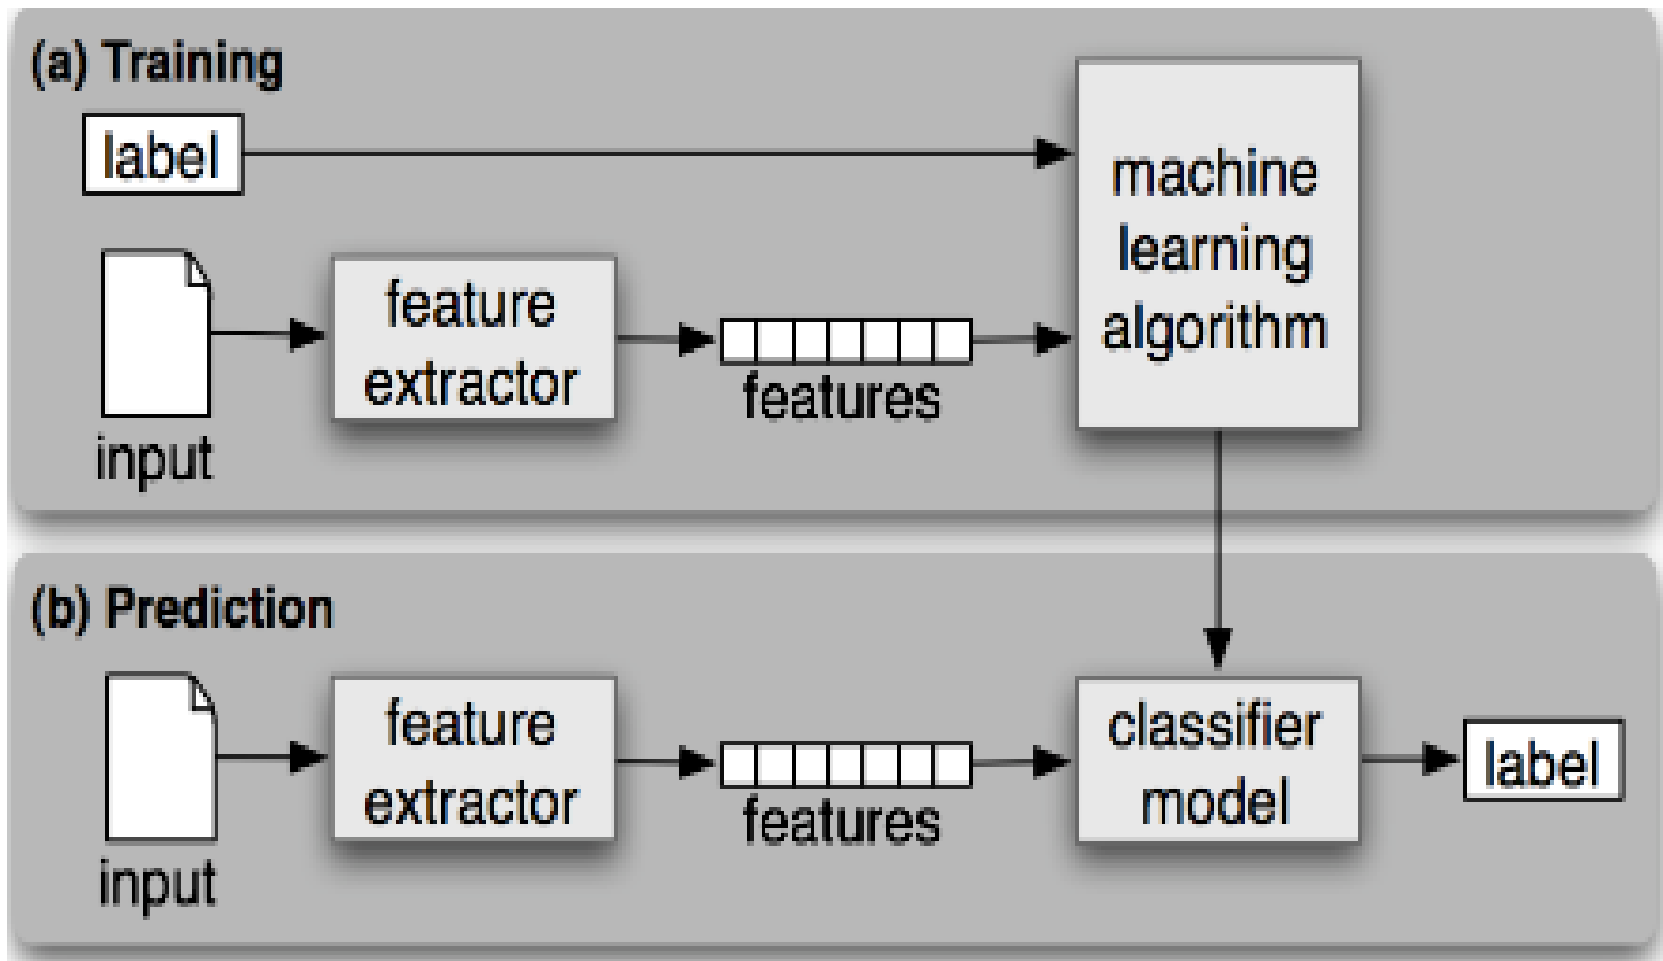 (a) Training
label
machine
learning
algorithm
feature
extractor
features
input
(b) Prediction
feature
extractor
features
classifier
model
label
input